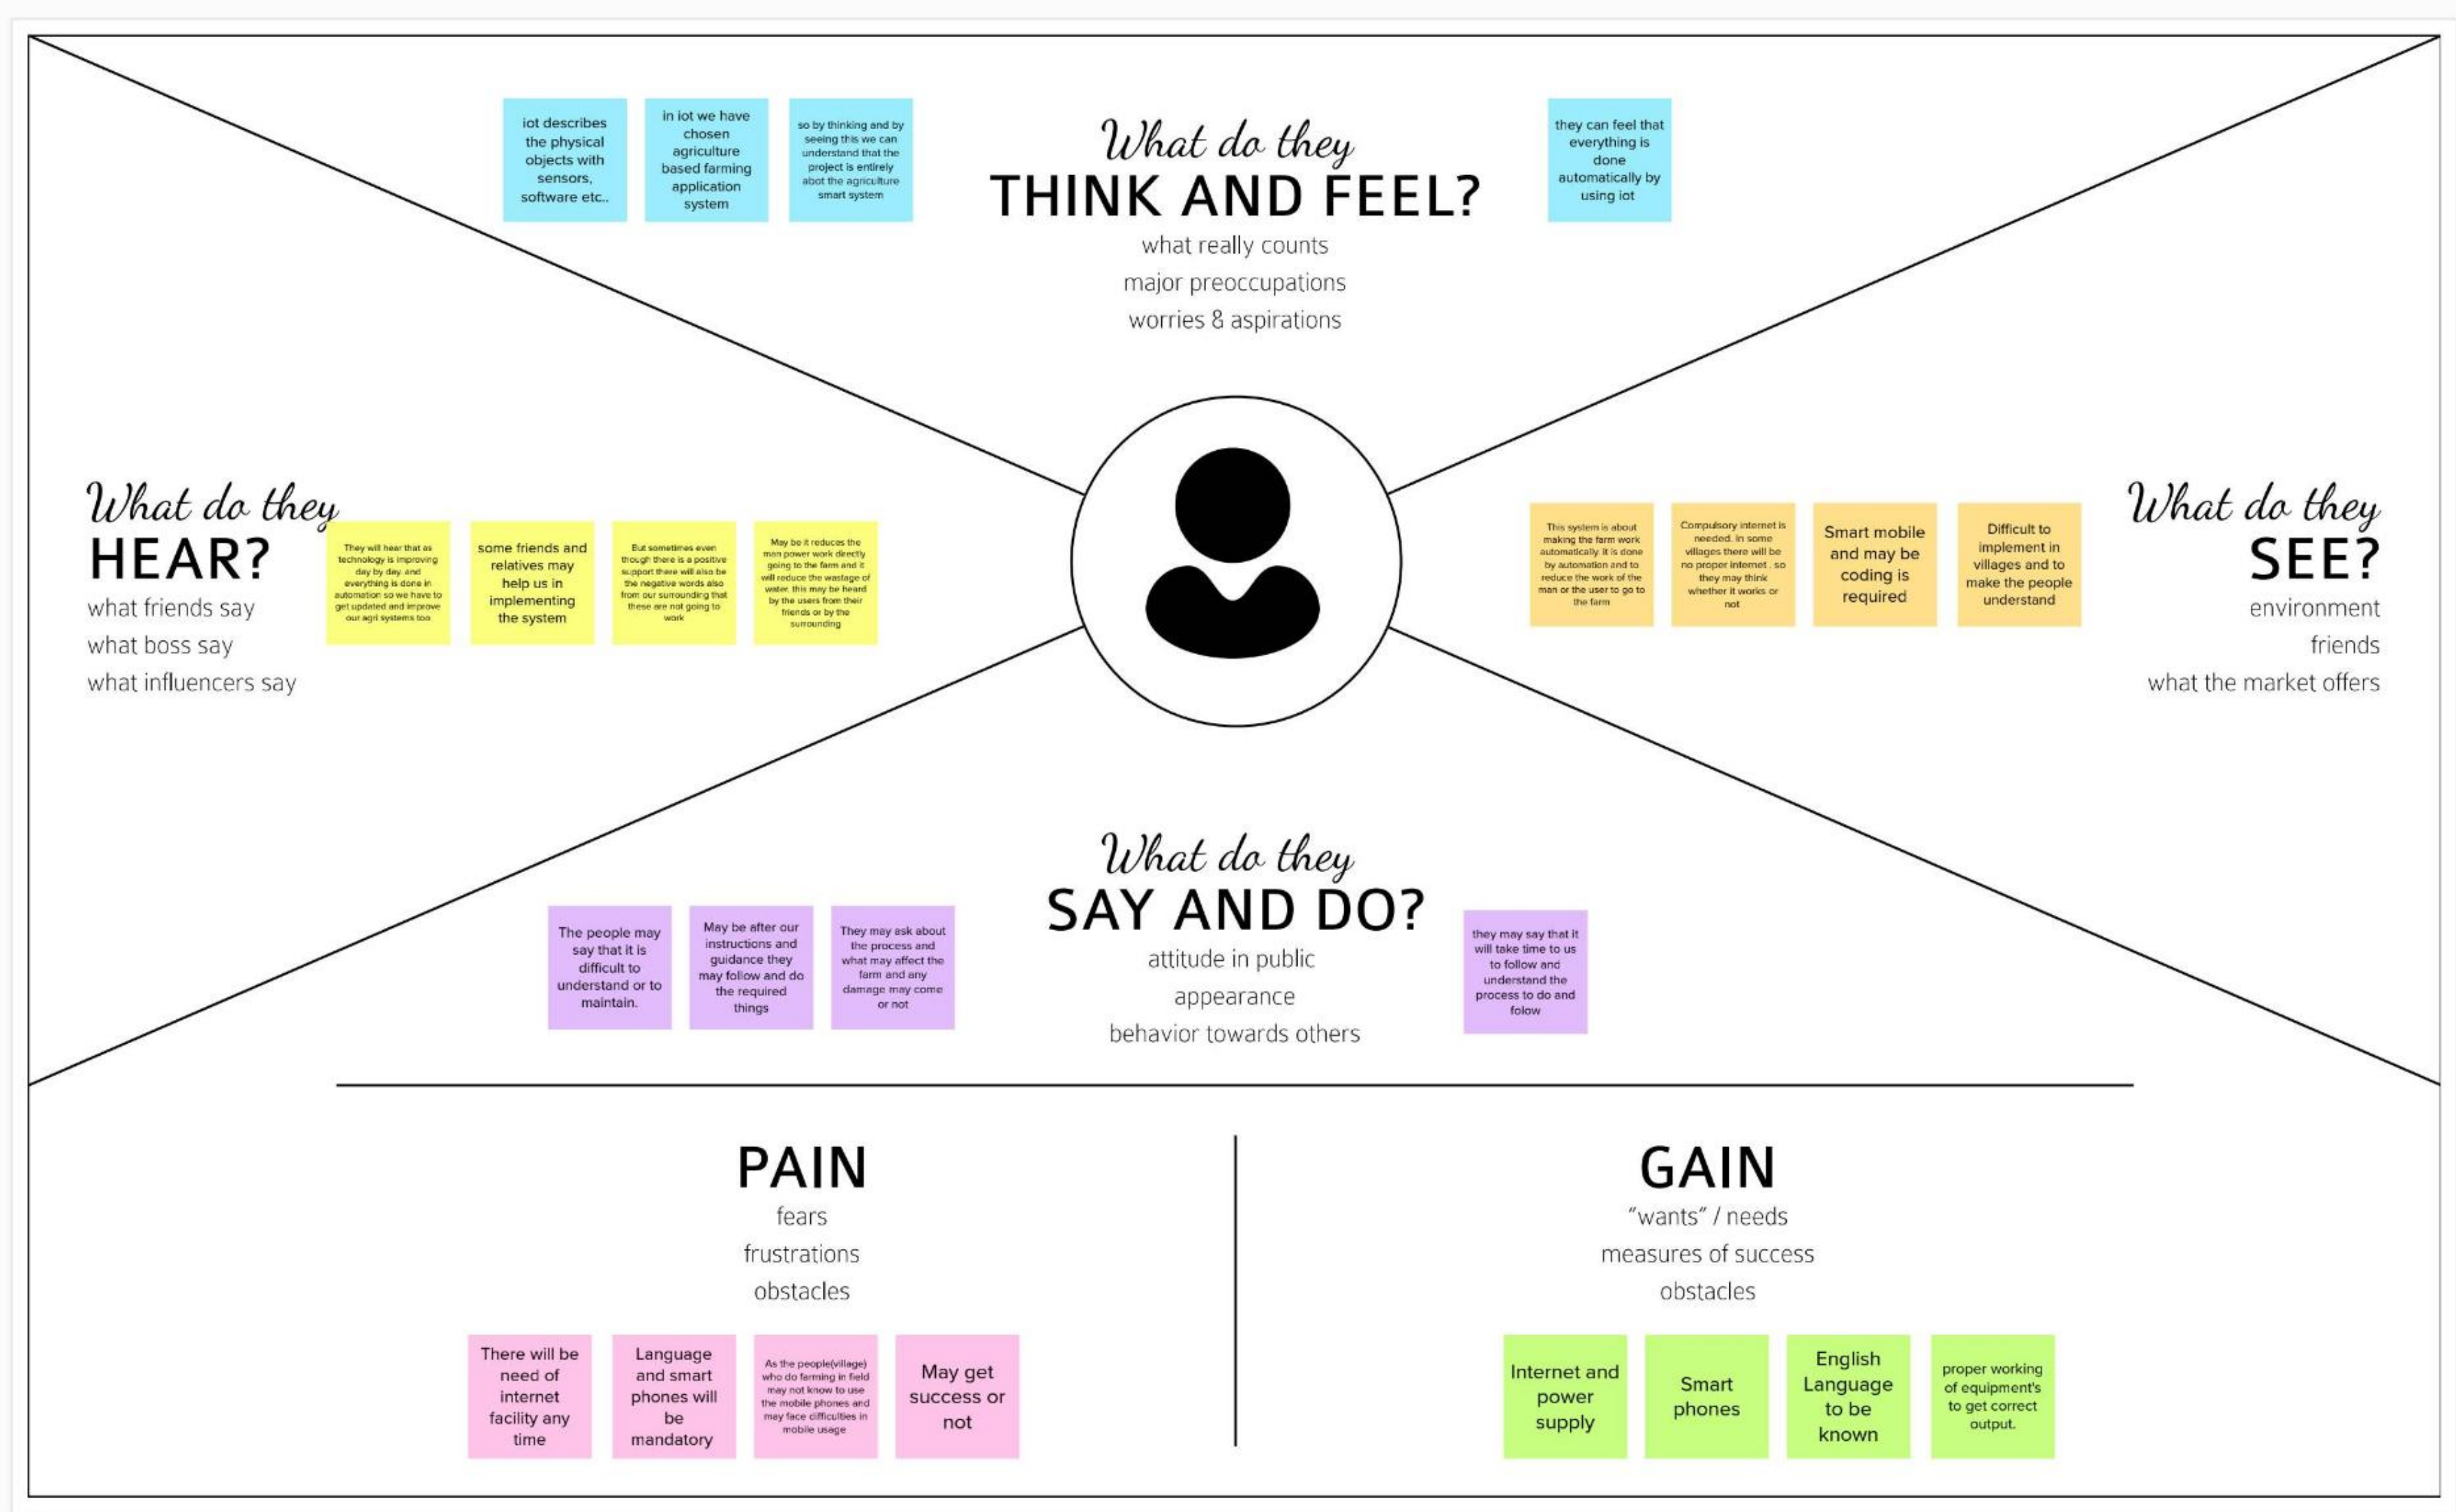 What do they
THINK AND FEEL?
what really counts
major preoccupations
worries & aspirations
iot describes
the physical
objects with
sensors,
software etc..
in iot we have
chosen
agriculture
based farming
application
system
so by thinking and by
seeing this we can
understand that the
project is entirely
abot the agriculture
smart system
they can feel that
everything is
done
automatically by
using iot
What do they
HEAR?
what friends say
what boss say
what influencers say
They will hear that as
technology is improving
day by day. and
everything is done in
automation so we have to
get updated and improve
our agri systems too
some friends and
relatives may
help us in
implementing
the system
But sometimes even
though there is a positive
support there will also be
the negative words also
from our surrounding that
these are not going to
work
May be it reduces the
man power work directly
going to the farm and it
will reduce the wastage of
water. this may be heard
by the users from their
friends or by the
surrounding
This system is about
making the farm work
automatically. it is done
by automation and to
reduce the work of the
man or the user to go to
the farm
Compulsory internet is
needed. in some
villages there will be
no proper internet . so
they may think
whether it works or
not
Smart mobile
and may be
coding is
required
Difficult to
implement in
villages and to
make the people
understand
What do they
SEE?
environment
friends
what the market offers
What do they
SAY AND DO?
attitude in public
appearance
behavior towards others
The people may
say that it is
difficult to
understand or to
maintain.
May be after our
instructions and
guidance they
may follow and do
the required
things
They may ask about
the process and
what may affect the
farm and any
damage may come
or not
they may say that it
will take time to us
to follow and
understand the
process to do and
folow
PAIN
fears
frustrations
obstacles
There will be
need of
internet
facility any
time
Language
and smart
phones will
be
mandatory
As the people(village)
who do farming in field
may not know to use
the mobile phones and
may face difficulties in
mobile usage
May get
success or
not
GAIN
“wants” / needs
measures of success
obstacles
Internet and
power
supply
Smart
phones
English
Language
to be
known
proper working
of equipment's
to get correct
output.